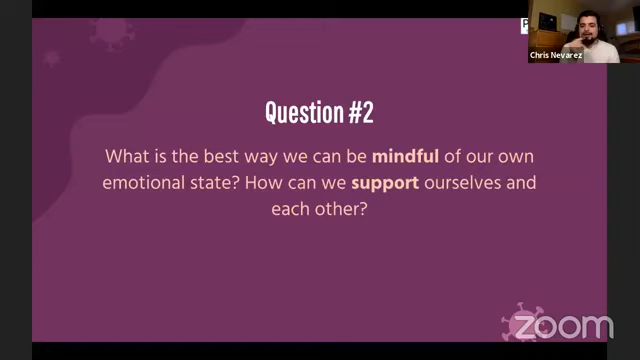 Chris Nevarez
Question #2
What is the best way we can be mindful of our own
emotional state? How can we support ourselves and
each other?
zoom